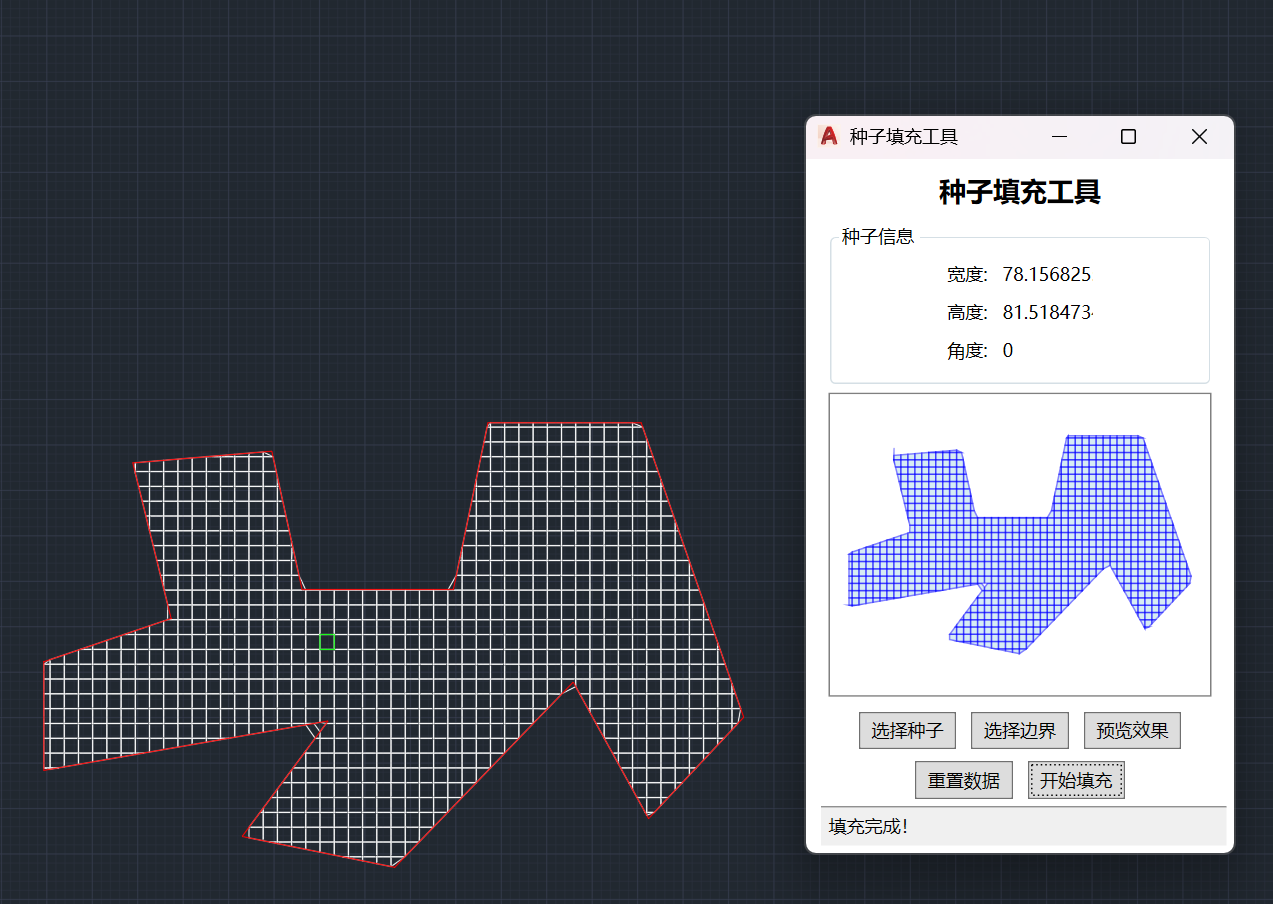 种子填充工具
种子填充工具
种子信息
宽度: 78.156825
高度: 81.518473
角度: 0
选择种子 选择边界 预览效果
重置数据 开始填充
填充完成!